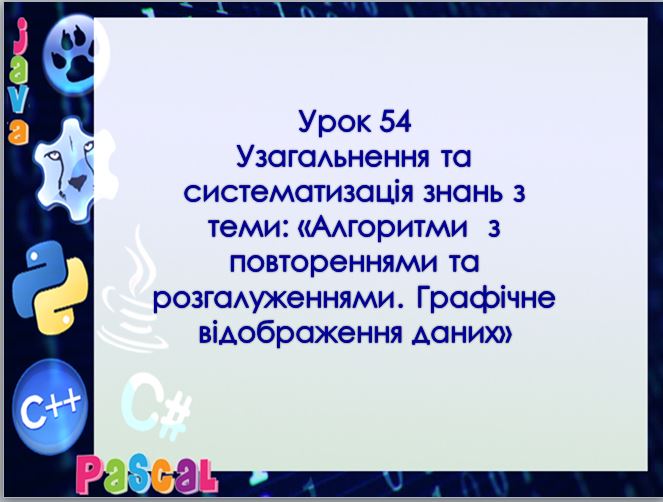 java
Урок 54
Узагальнення та
систематизація знань з
теми: «Алгоритми з
повтореннями та
розгалуженнями. Графічне
відображення даних»
C++
C#
PaSCaL